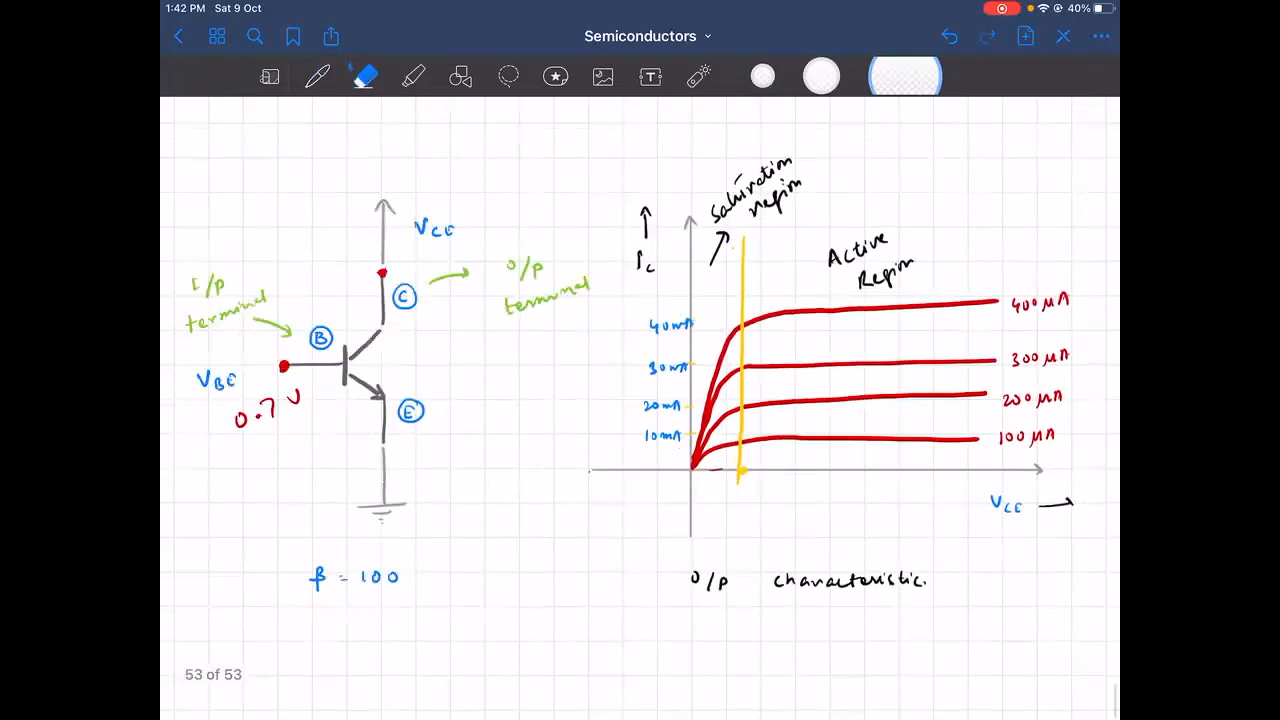 1:42 PM Sat 9 Oct
40%
Semiconductors
T
VCE
I/P
terminal
O/P
terminal
C
B
VBE
0.7 V
E
β = 100
Saturation
region
IC
Active
Region
40mA
30mA
20mA
10mA
400 μA
300 μA
200 μA
100 μA
VCE
O/P characteristic.
53 of 53